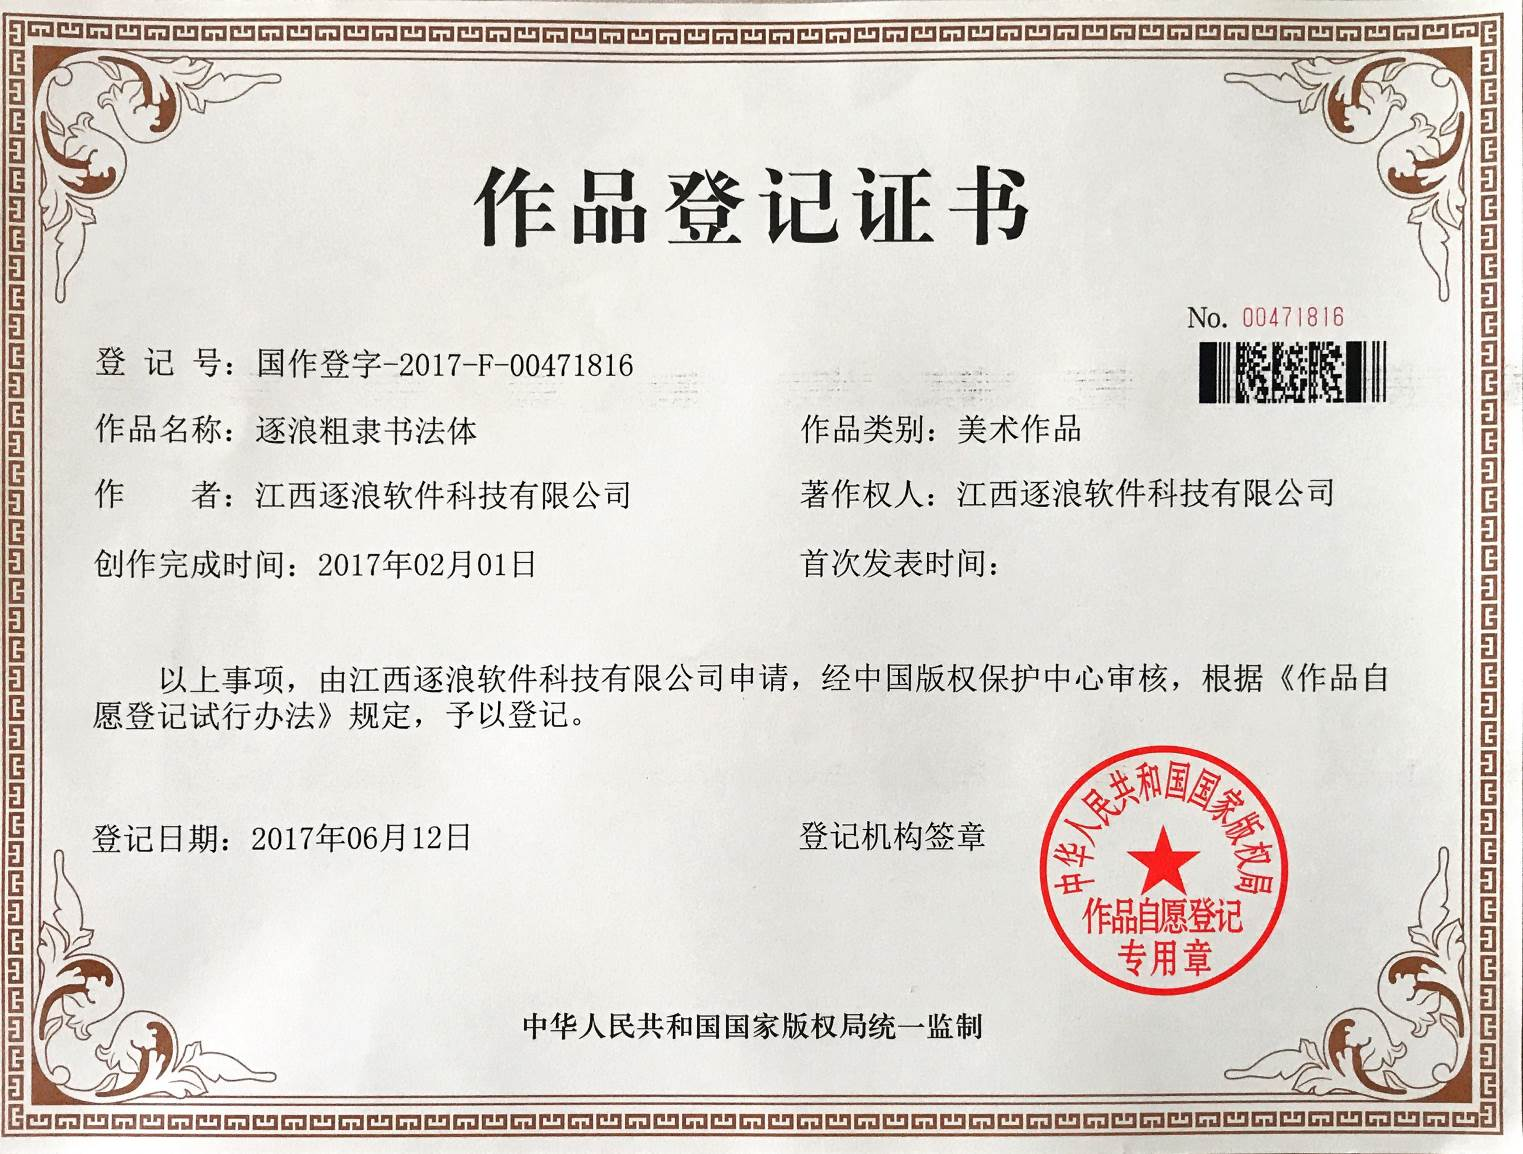 作品登记证书
No. 00471816
登 记 号：国作登字-2017-F-00471816
作品名称：逐浪粗隶书法体
作品类别：美术作品
作 者：江西逐浪软件科技有限公司
著作权人：江西逐浪软件科技有限公司
创作完成时间：2017年02月01日
首次发表时间：
以上事项，由江西逐浪软件科技有限公司申请，经中国版权保护中心审核，根据《作品自
愿登记试行办法》规定，予以登记。
登记日期：2017年06月12日
登记机构签章
中华人民共和国国家版权局
作品自愿登记
专用章
中华人民共和国国家版权局统一监制